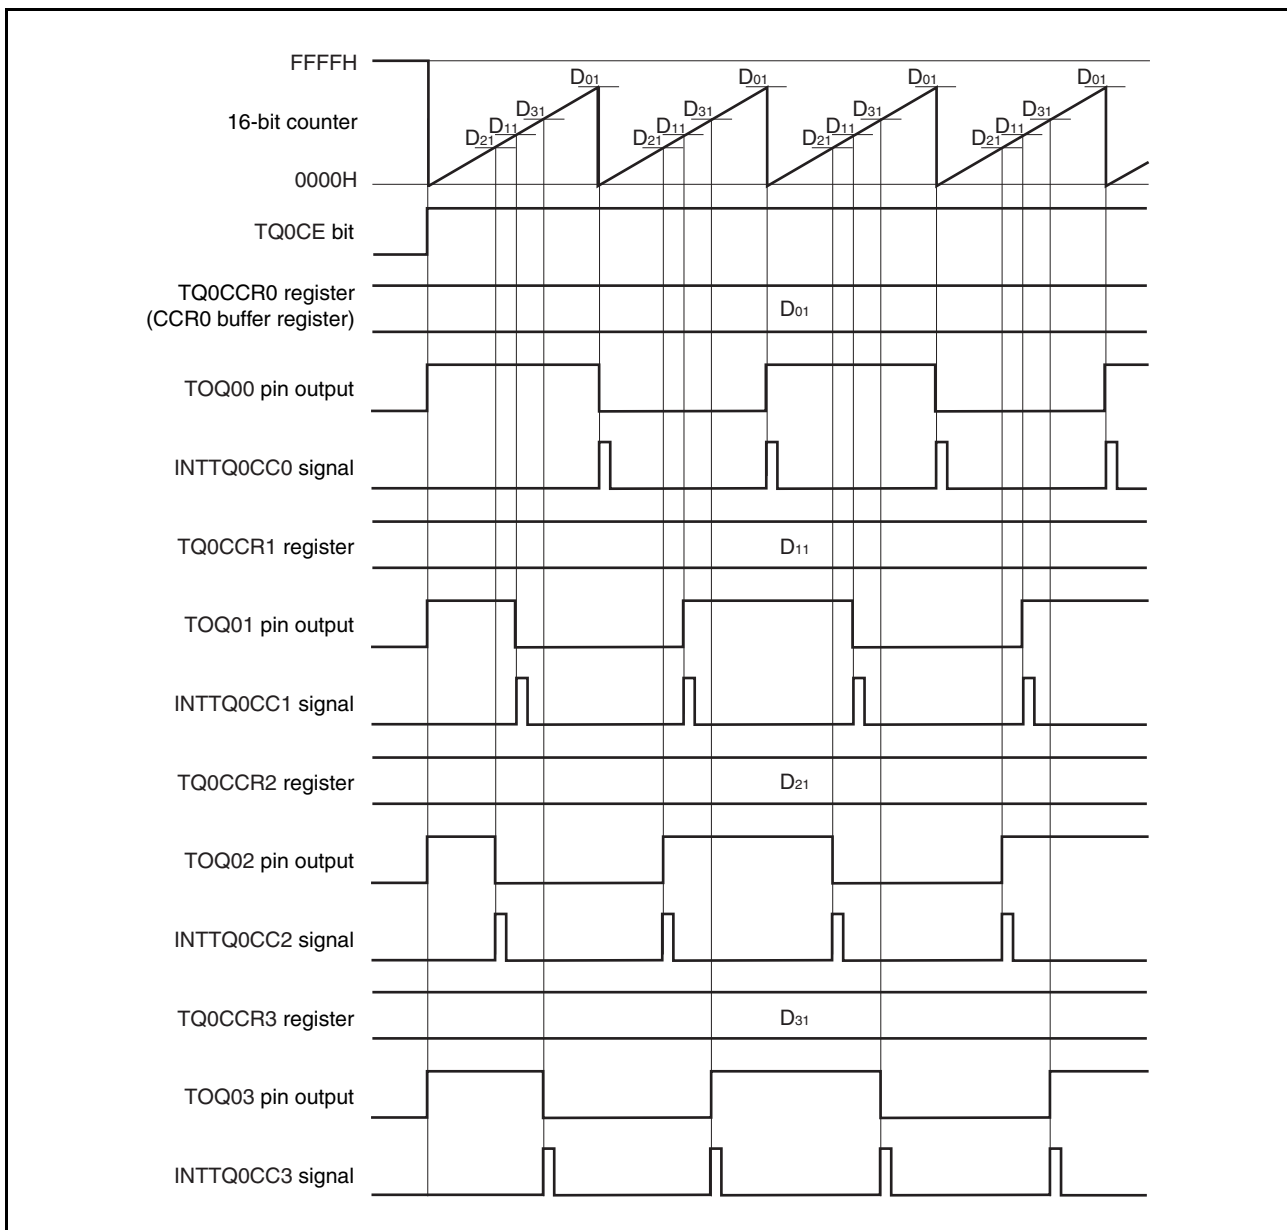 FFFFH
D01 D01 D01 D01
D31 D31 D31 D31
16-bit counter
D11 D11 D11 D11
D21 D21 D21 D21
0000H
TQ0CE bit
TQ0CCR0 register
(CCR0 buffer register)
D01
TOQ00 pin output
INTTQ0CC0 signal
TQ0CCR1 register
D11
TOQ01 pin output
INTTQ0CC1 signal
TQ0CCR2 register
D21
TOQ02 pin output
INTTQ0CC2 signal
TQ0CCR3 register
D31
TOQ03 pin output
INTTQ0CC3 signal